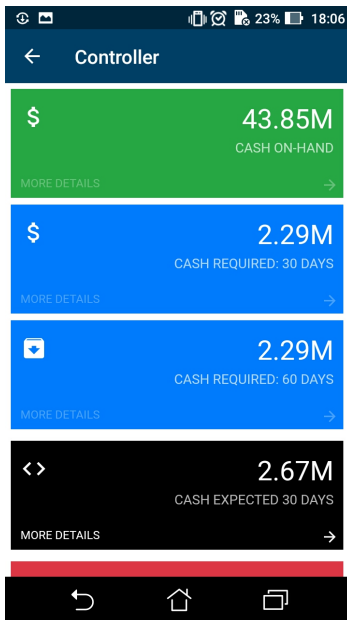 23% 18:06
Controller
$ 43.85M
CASH ON-HAND
MORE DETAILS
$ 2.29M
CASH REQUIRED: 30 DAYS
MORE DETAILS
2.29M
CASH REQUIRED: 60 DAYS
MORE DETAILS
2.67M
CASH EXPECTED 30 DAYS
MORE DETAILS